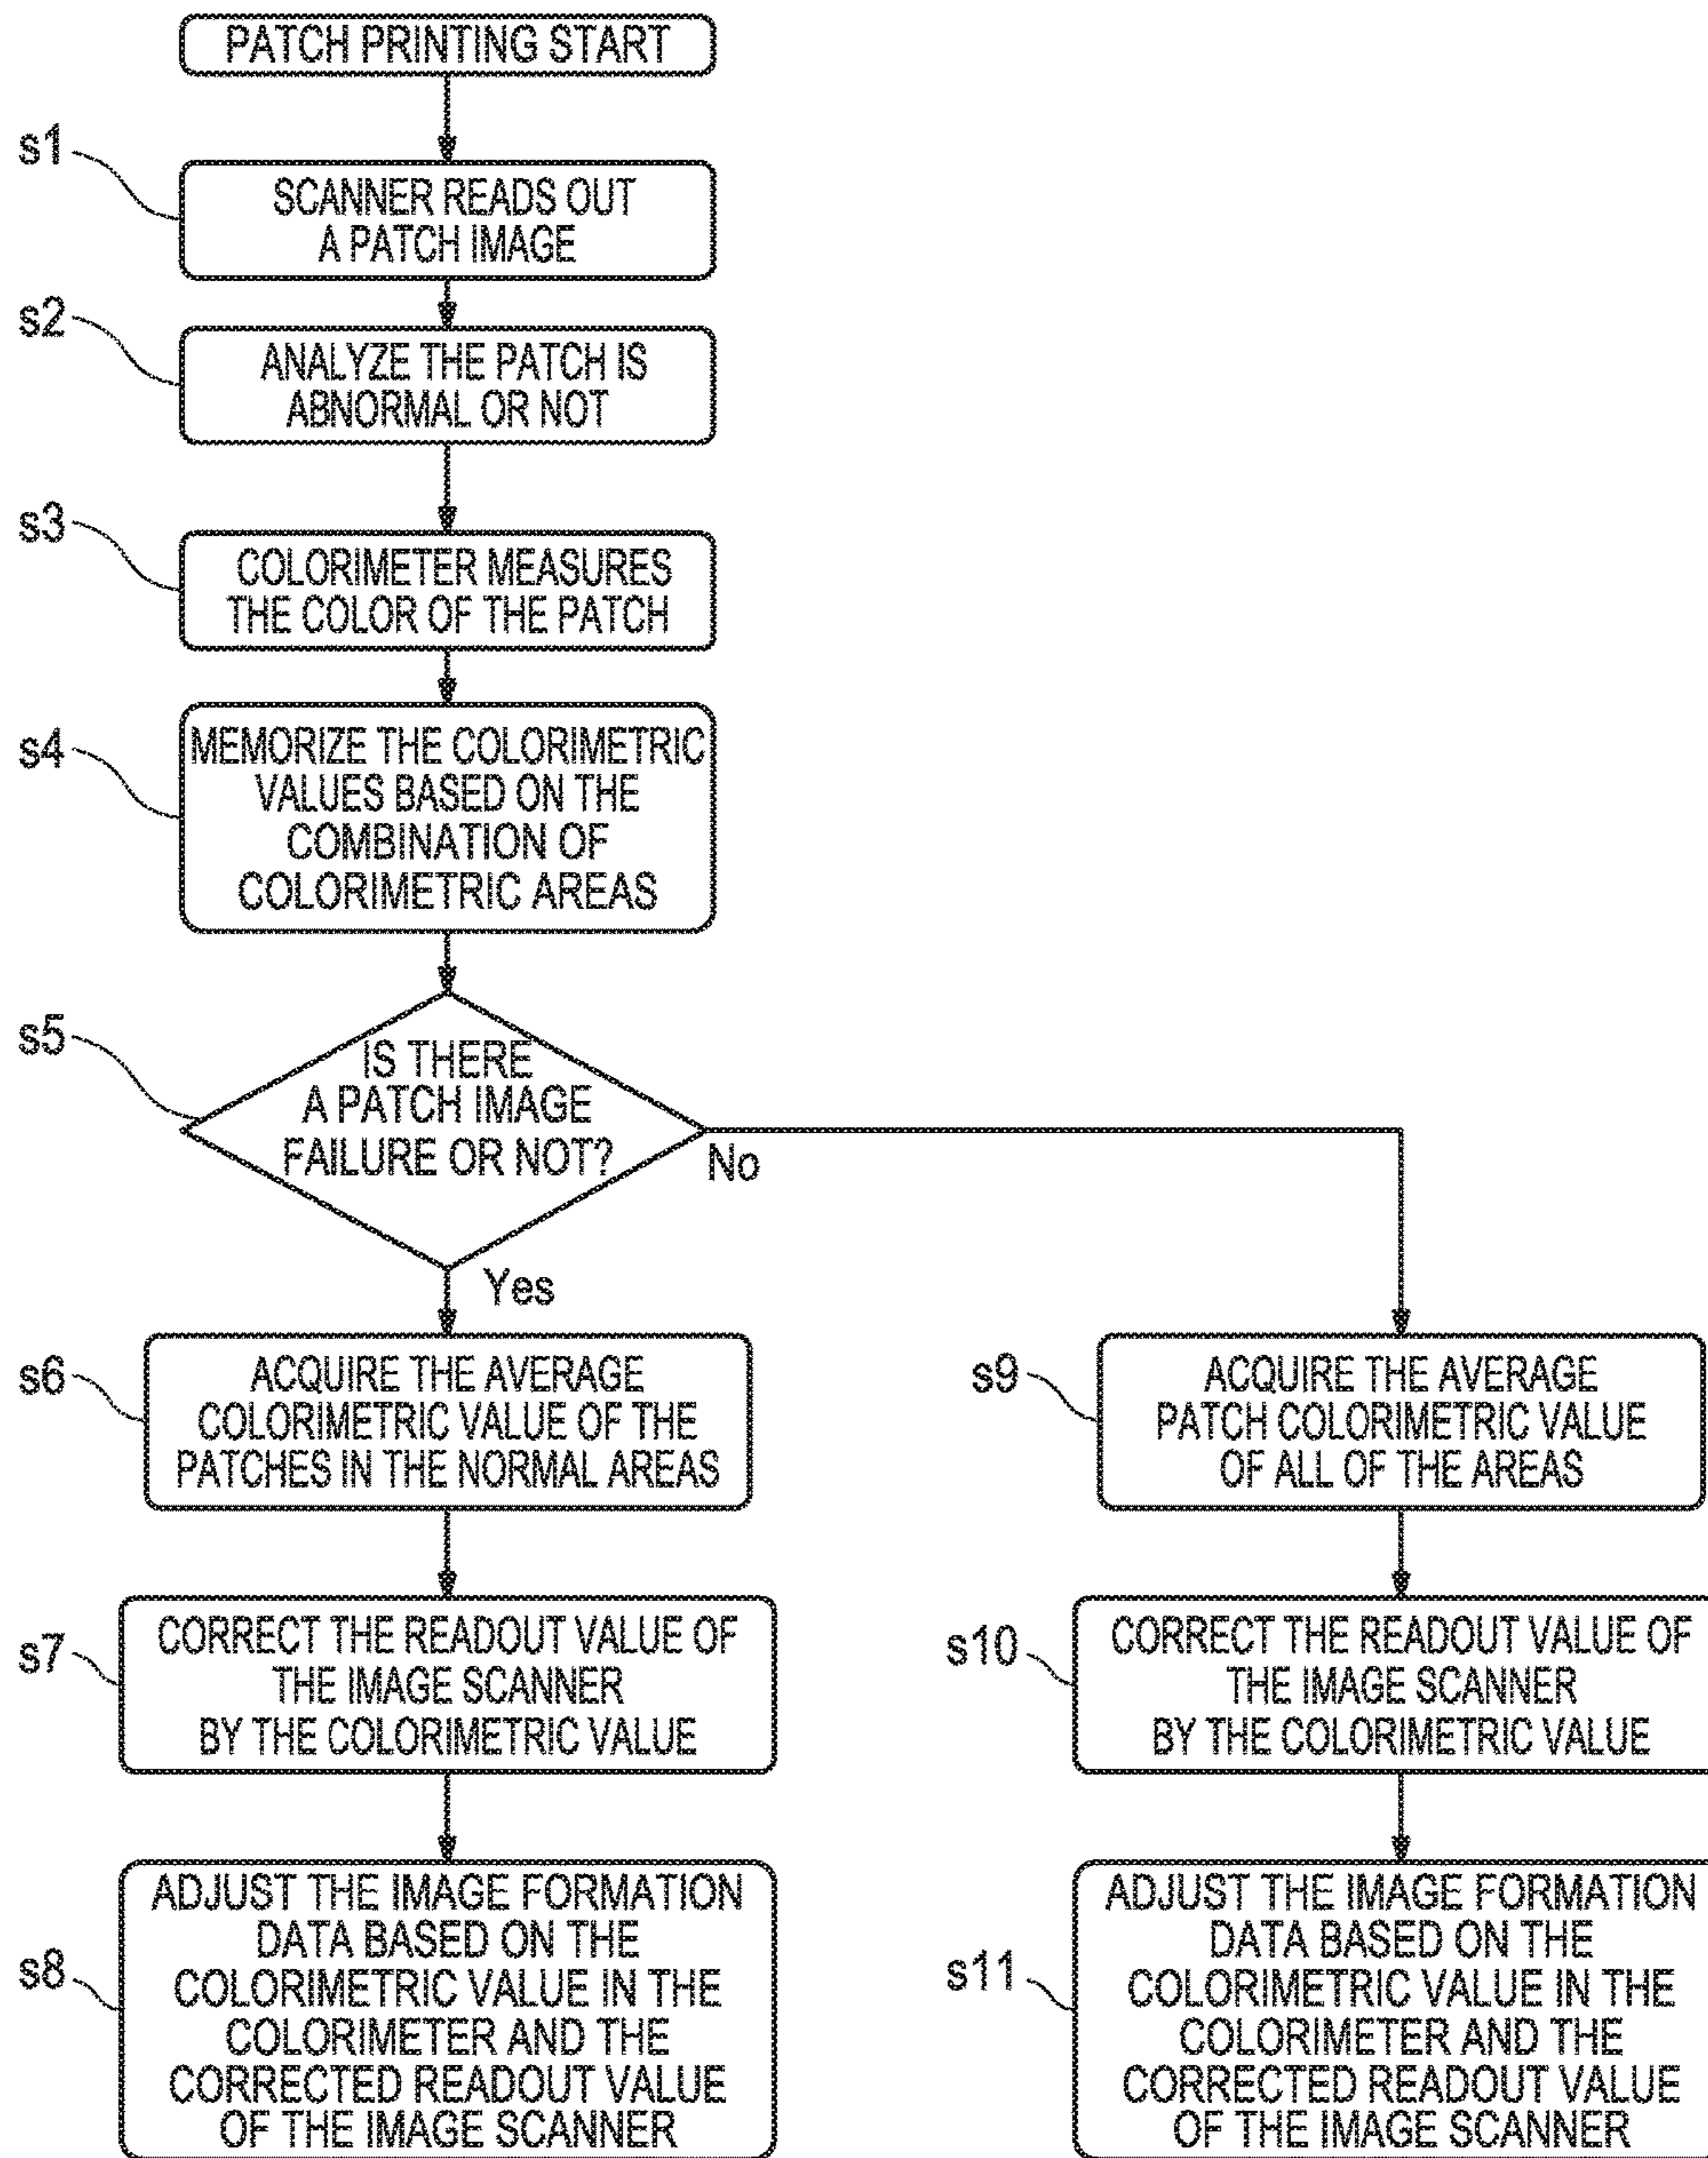 PATCH PRINTING START
s1
SCANNER READS OUT
A PATCH IMAGE
s2
ANALYZE THE PATCH IS
ABNORMAL OR NOT
s3
COLORIMETER MEASURES
THE COLOR OF THE PATCH
s4
MEMORIZE THE COLORIMETRIC
VALUES BASED ON THE
COMBINATION OF
COLORIMETRIC AREAS
s5
IS THERE
A PATCH IMAGE
FAILURE OR NOT?
No
Yes
s6
ACQUIRE THE AVERAGE
COLORIMETRIC VALUE OF THE
PATCHES IN THE NORMAL AREAS
s7
CORRECT THE READOUT VALUE OF
THE IMAGE SCANNER
BY THE COLORIMETRIC VALUE
s8
ADJUST THE IMAGE FORMATION
DATA BASED ON THE
COLORIMETRIC VALUE IN THE
COLORIMETER AND THE
CORRECTED READOUT VALUE
OF THE IMAGE SCANNER
s9
ACQUIRE THE AVERAGE
PATCH COLORIMETRIC VALUE
OF ALL OF THE AREAS
s10
CORRECT THE READOUT VALUE OF
THE IMAGE SCANNER
BY THE COLORIMETRIC VALUE
s11
ADJUST THE IMAGE FORMATION
DATA BASED ON THE
COLORIMETRIC VALUE IN THE
COLORIMETER AND THE
CORRECTED READOUT VALUE
OF THE IMAGE SCANNER